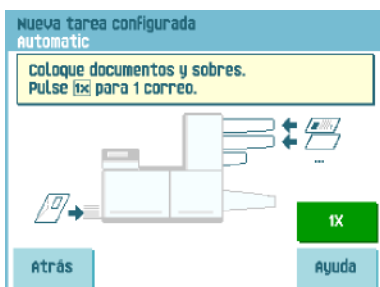 Nueva tarea configurada
Automatic
Coloque documentos y sobres.
Pulse 1x para 1 correo.
...
1X
Atrás
Ayuda